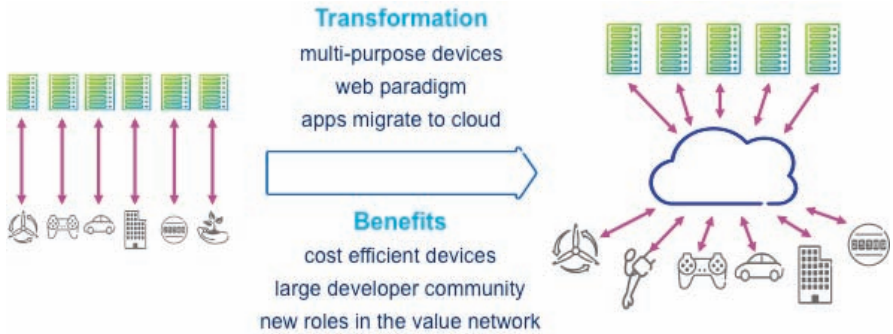 Transformation
multi-purpose devices
web paradigm
apps migrate to cloud
Benefits
cost efficient devices
large developer community
new roles in the value network